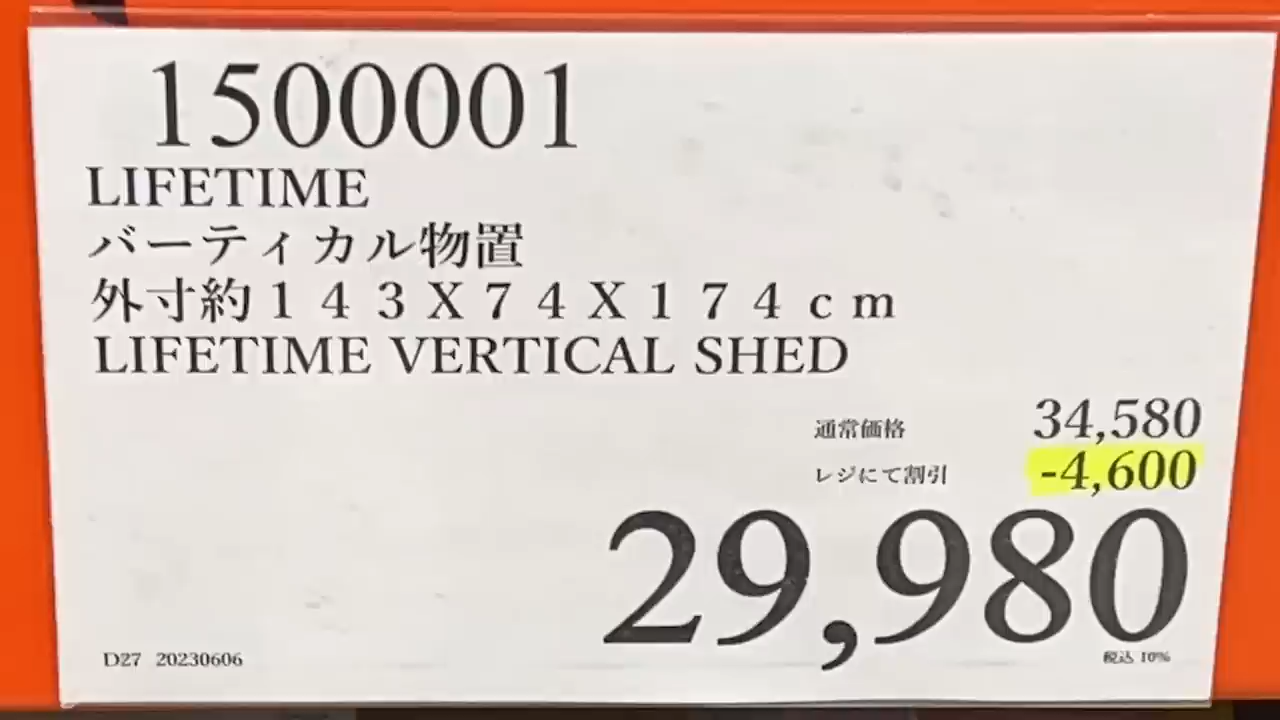 1500001
LIFETIME
バーティカル物置
外寸約１４３Ｘ７４Ｘ１７４ｃｍ
LIFETIME VERTICAL SHED
通常価格 34,580
レジにて割引 -4,600
29,980
D27 20230606 税込 10%